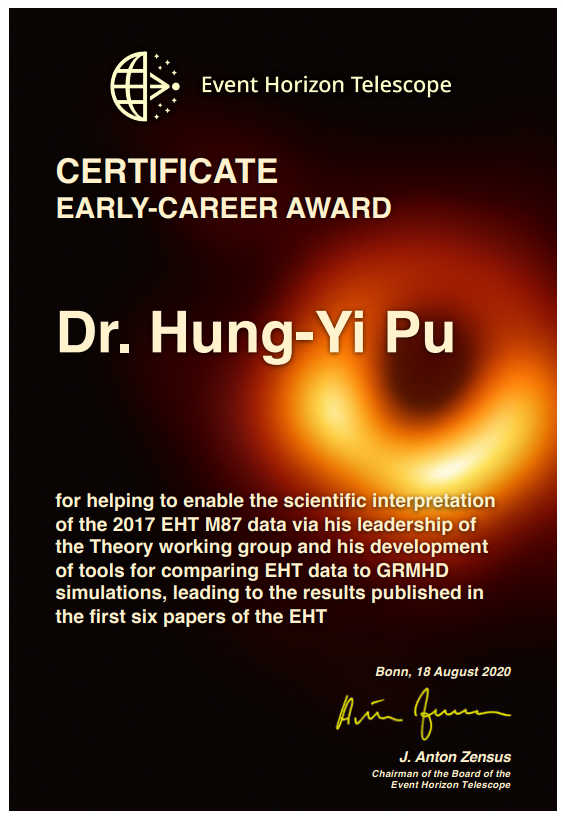 Event Horizon Telescope
CERTIFICATE
EARLY-CAREER AWARD
Dr. Hung-Yi Pu
for helping to enable the scientific interpretation
of the 2017 EHT M87 data via his leadership of
the Theory working group and his development
of tools for comparing EHT data to GRMHD
simulations, leading to the results published in
the first six papers of the EHT
Bonn, 18 August 2020
J. Anton Zensus
Chairman of the Board of the
Event Horizon Telescope